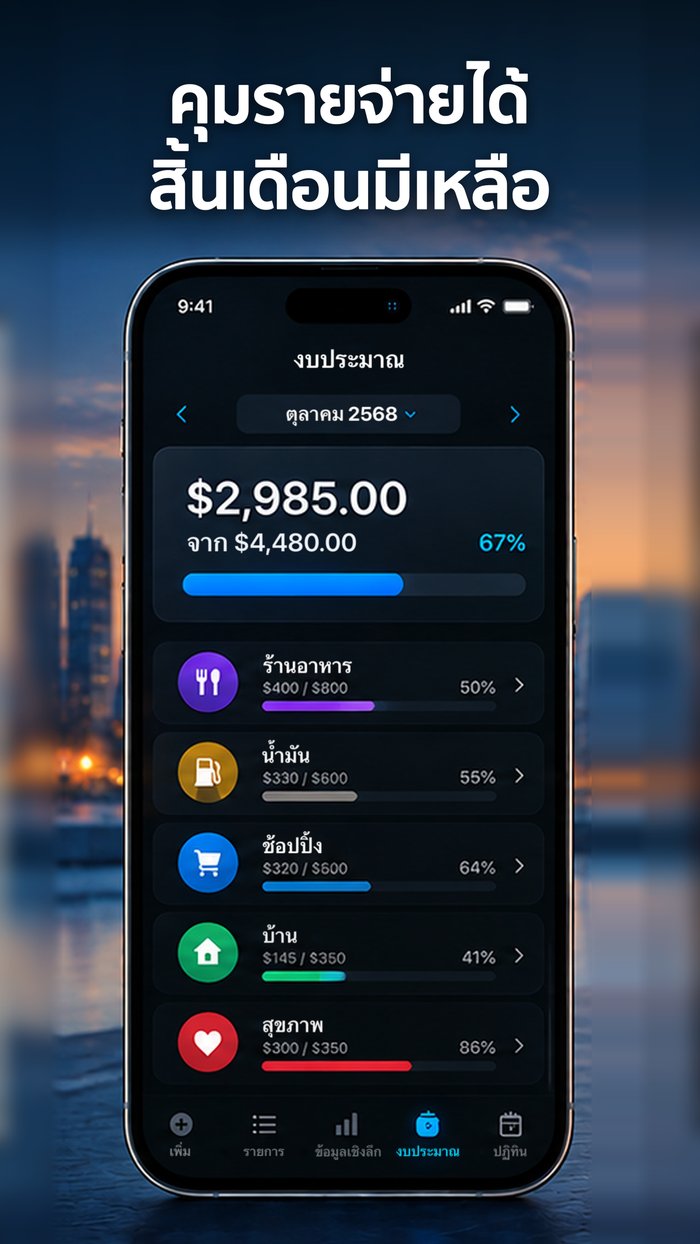 คุมรายจ่ายได้
สิ้นเดือนมีเหลือ
9:41
งบประมาณ
ตุลาคม 2568
$2,985.00
จาก $4,480.00
67%
ร้านอาหาร
$400 / $800
50%
น้ำมัน
$330 / $600
55%
ช้อปปิ้ง
$320 / $500
64%
บ้าน
$145 / $350
41%
สุขภาพ
$300 / $350
86%
เพิ่ม
รายการ
ข้อมูลเชิงลึก
งบประมาณ
ปฏิทิน